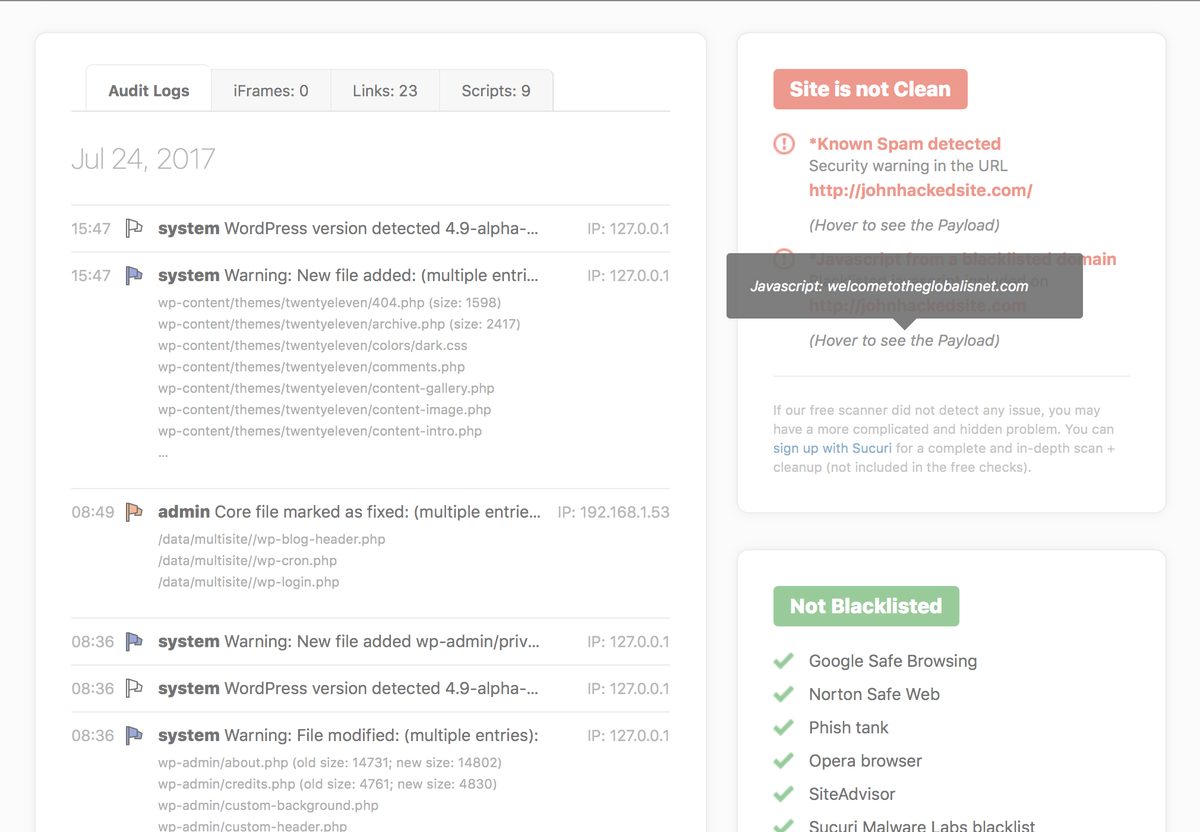 Audit Logs
iFrames: 0
Links: 23
Scripts: 9
Jul 24, 2017
15:47 system WordPress version detected 4.9-alpha-... IP: 127.0.0.1
15:47 system Warning: New file added: (multiple entri... IP: 127.0.0.1
wp-content/themes/twentyeleven/404.php (size: 1598)
wp-content/themes/twentyeleven/archive.php (size: 2417)
wp-content/themes/twentyeleven/colors/dark.css
wp-content/themes/twentyeleven/comments.php
wp-content/themes/twentyeleven/content-gallery.php
wp-content/themes/twentyeleven/content-image.php
wp-content/themes/twentyeleven/content-intro.php
...
08:49 admin Core file marked as fixed: (multiple entrie... IP: 192.168.1.53
/data/multisite//wp-blog-header.php
/data/multisite//wp-cron.php
/data/multisite//wp-login.php
08:36 system Warning: New file added wp-admin/priv... IP: 127.0.0.1
08:36 system WordPress version detected 4.9-alpha-... IP: 127.0.0.1
08:36 system Warning: File modified: (multiple entries): IP: 127.0.0.1
wp-admin/about.php (old size: 14731; new size: 14802)
wp-admin/credits.php (old size: 4761; new size: 4830)
wp-admin/custom-background.php
wp-admin/custom-header.php
Site is not Clean
*Known Spam detected
Security warning in the URL
http://johnhackedsite.com/
(Hover to see the Payload)
*Javascript from a blacklisted domain
Javascript: welcometotheglobalisnet.com
on
http://johnhackedsite.com
(Hover to see the Payload)
If our free scanner did not detect any issue, you may
have a more complicated and hidden problem. You can
sign up with Sucuri for a complete and in-depth scan +
cleanup (not included in the free checks).
Not Blacklisted
Google Safe Browsing
Norton Safe Web
Phish tank
Opera browser
SiteAdvisor
Sucuri Malware Labs blacklist